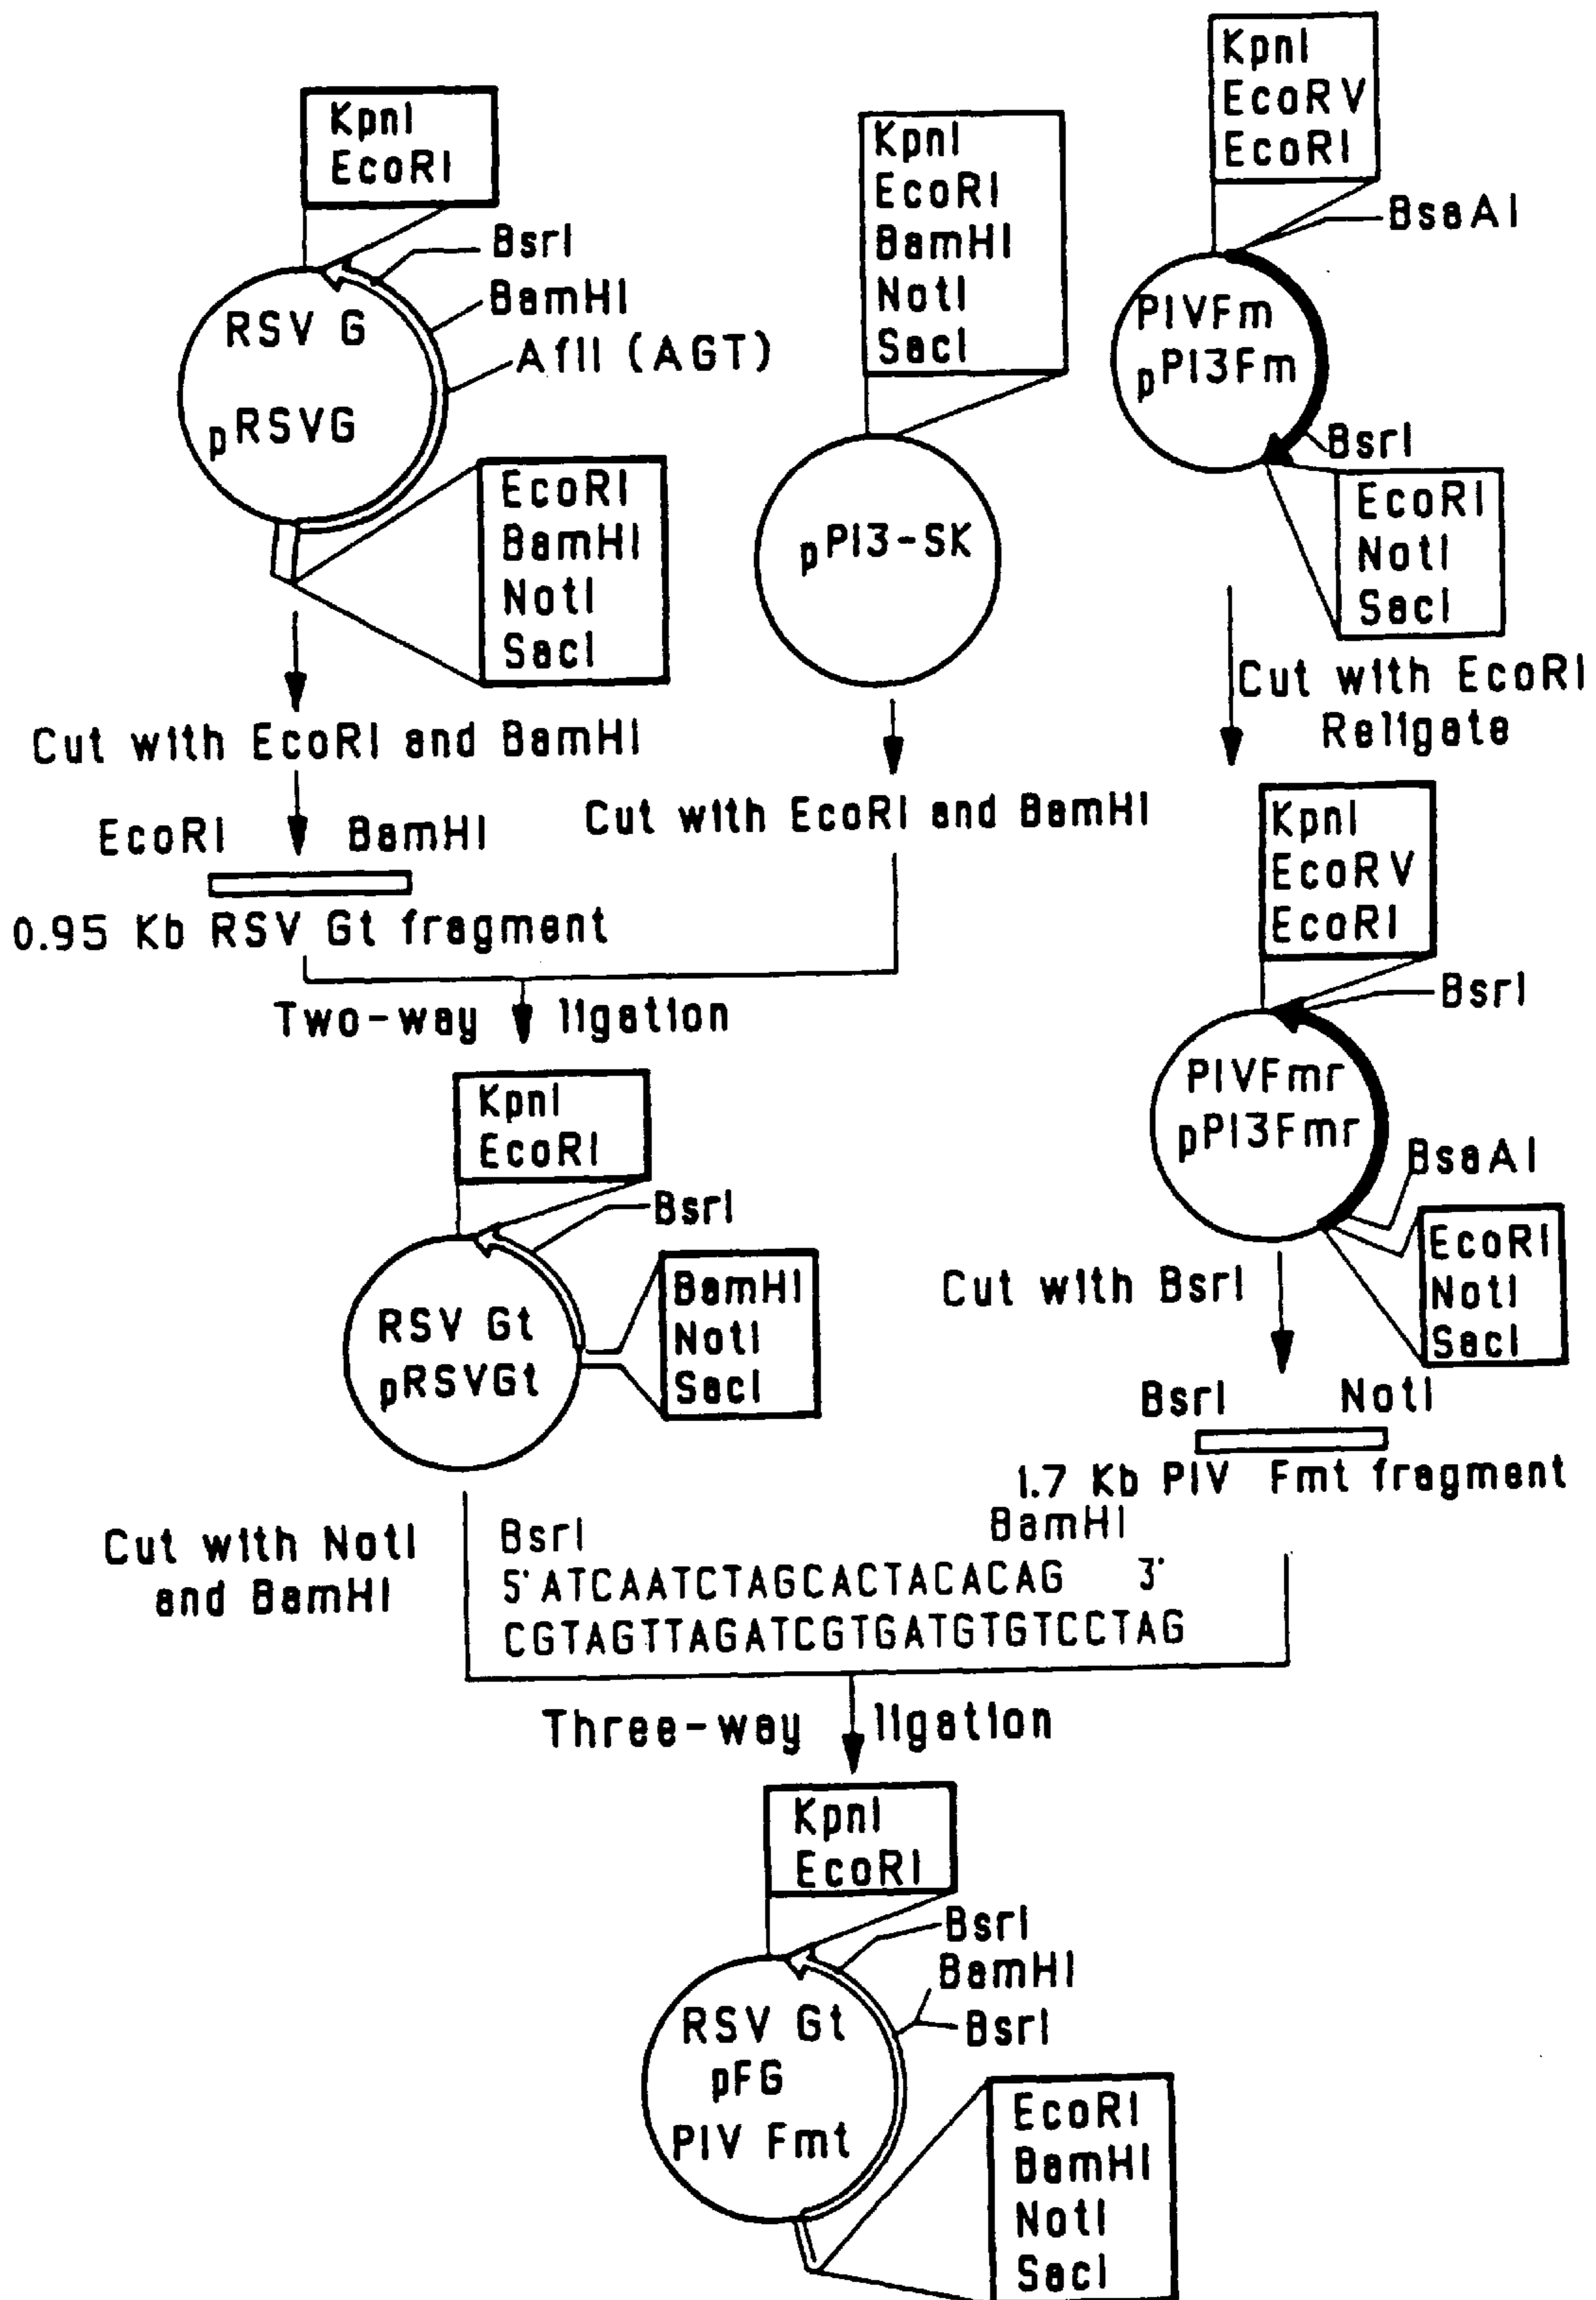 KpnI
EcoRI
BsrI
BamHI
AflII (AGT)
RSV G
pRSVG
EcoRI
BamHI
NotI
SacI
Cut with EcoRI and BamHI
EcoRI BamHI
0.95 Kb RSV Gt fragment
KpnI
EcoRI
BamHI
NotI
SacI
pPI3-SK
Cut with EcoRI and BamHI
KpnI
EcoRV
EcoRI
BsaAI
PIVFm
pPI3Fm
BsrI
EcoRI
NotI
SacI
Cut with EcoRI
Religate
KpnI
EcoRV
EcoRI
BsrI
PIVFmr
pPI3Fmr
BsaAI
EcoRI
NotI
SacI
Cut with BsrI
BsrI NotI
1.7 Kb PIV Fmt fragment
Two-way ligation
KpnI
EcoRI
BsrI
RSV Gt
pRSVGt
BamHI
NotI
SacI
Cut with NotI
and BamHI
BsrI BamHI
5' ATCAATCTAGCACTACACAG 3'
CGTAGTTAGATCGTGATGTGTCCTAG
Three-way ligation
KpnI
EcoRI
BsrI
BamHI
BsrI
RSV Gt
pFG
PIV Fmt
EcoRI
BamHI
NotI
SacI